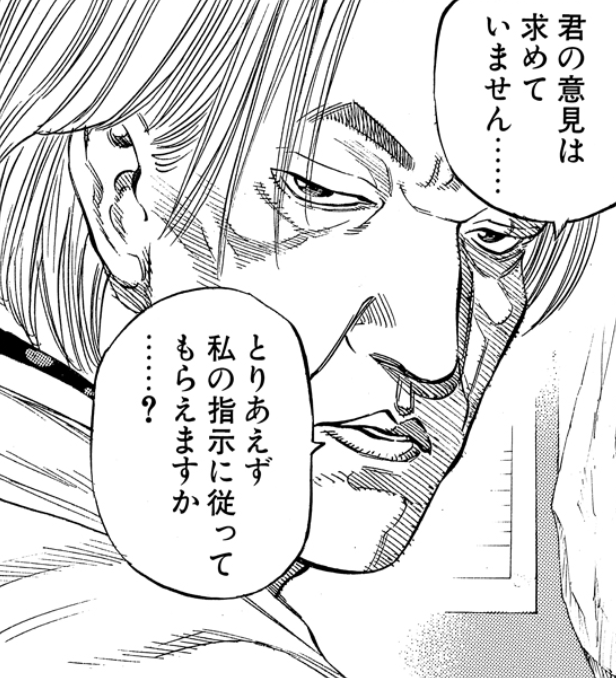 君の意見は
求めて
いません……
とりあえず
私の指示に従って
もらえますか
……?